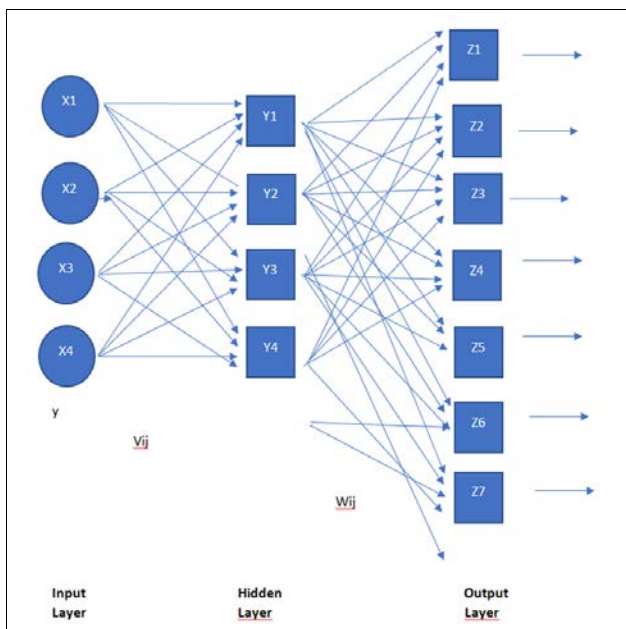 X1
X2
X3
X4
y
Vij
Y1
Y2
Y3
Y4
Wij
Z1
Z2
Z3
Z4
Z5
Z6
Z7
Input
Layer
Hidden
Layer
Output
Layer